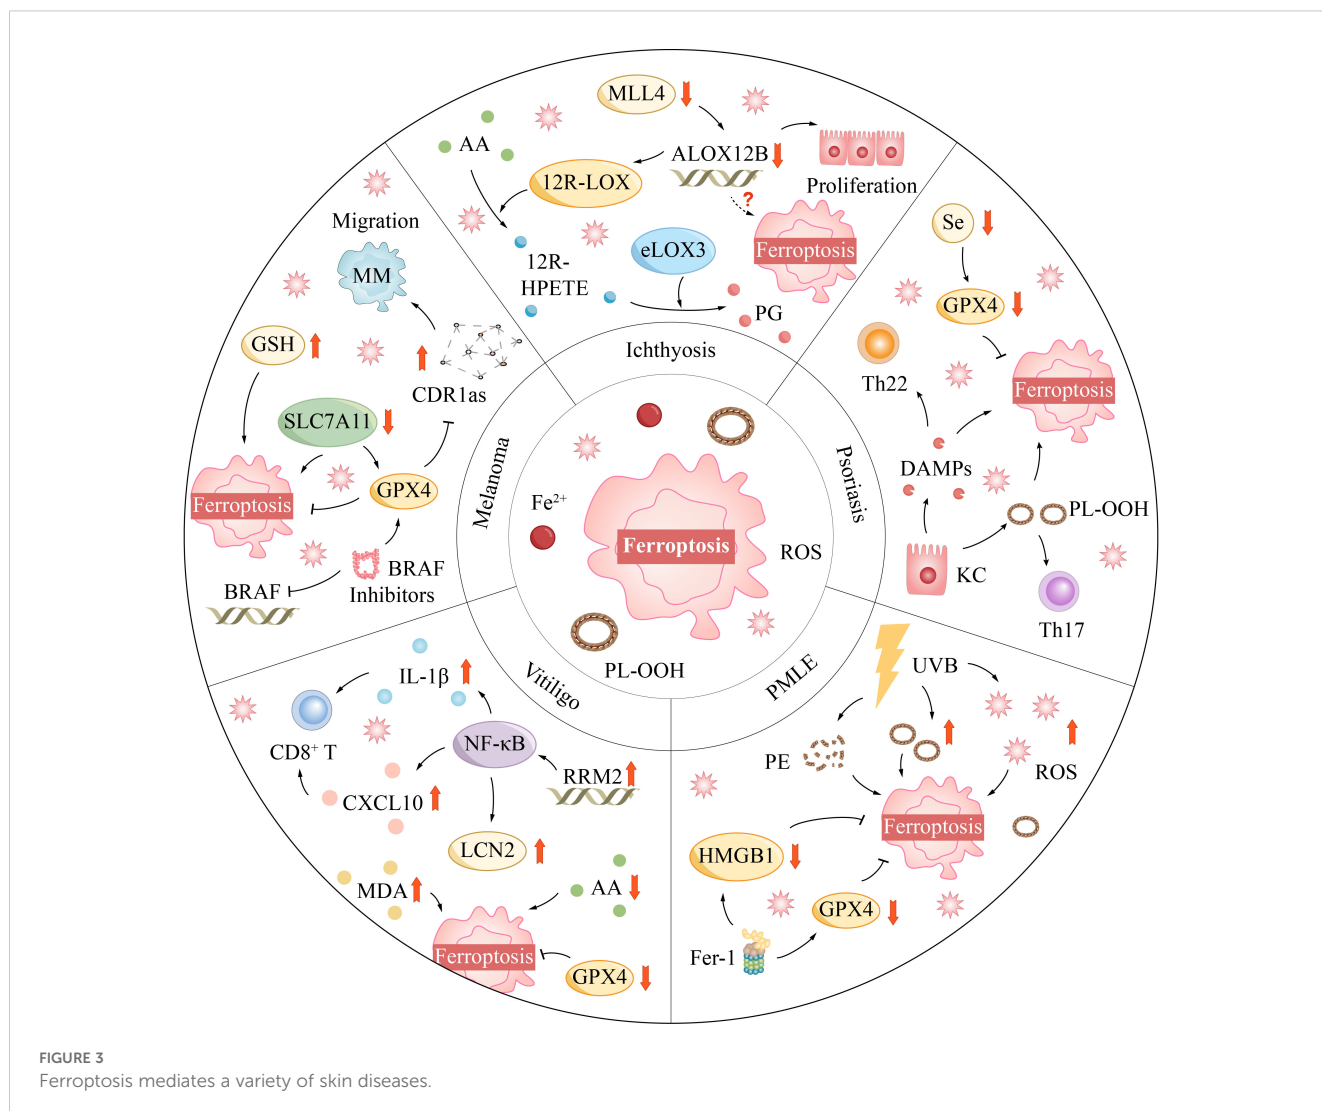 MLL4
AA
ALOX12B
12R-LOX
Proliferation
?
Ferroptosis
eLOX3
12R-
HPETE
PG
Ichthyosis
Se
GPX4
Th22
Ferroptosis
DAMPs
PL-OOH
KC
Th17
Psoriasis
UVB
PE
ROS
Ferroptosis
HMGB1
GPX4
Fer-1
PMLE
IL-1β
CD8+ T
NF-κB
RRM2
CXCL10
LCN2
MDA
AA
Ferroptosis
GPX4
Vitiligo
Migration
MM
GSH
CDR1as
SLC7A11
GPX4
Ferroptosis
BRAF
Inhibitors
BRAF
Melanoma
Fe2+
Ferroptosis
ROS
PL-OOH
FIGURE 3
Ferroptosis mediates a variety of skin diseases.